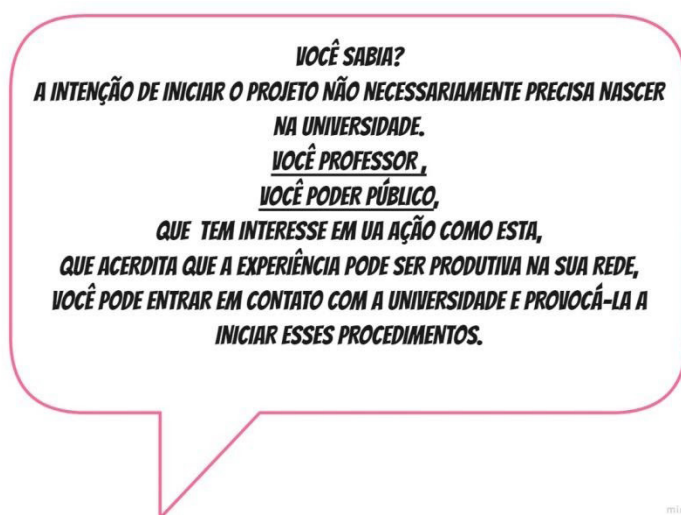 VOCÊ SABIA?
A INTENÇÃO DE INICIAR O PROJETO NÃO NECESSARIAMENTE PRECISA NASCER
NA UNIVERSIDADE.
VOCÊ PROFESSOR ,
VOCÊ PODER PÚBLICO,
QUE TEM INTERESSE EM UA AÇÃO COMO ESTA,
QUE ACERDITA QUE A EXPERIÊNCIA PODE SER PRODUTIVA NA SUA REDE,
VOCÊ PODE ENTRAR EM CONTATO COM A UNIVERSIDADE E PROVOCÁ-LA A
INICIAR ESSES PROCEDIMENTOS.